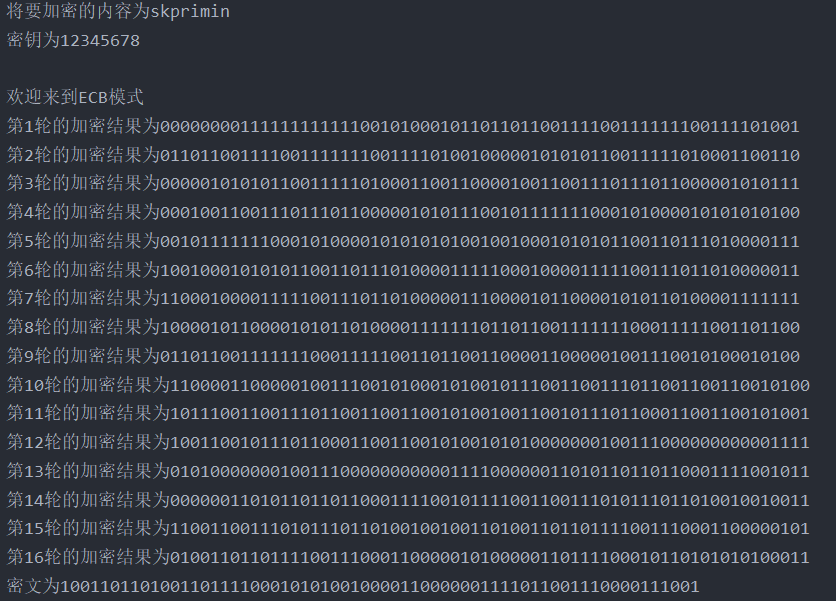 将要加密的内容为skprimin
密钥为12345678
欢迎来到ECB模式
第1轮的加密结果为0000000011111111111100101000101101101100111100111111100111101001
第2轮的加密结果为0110110011110011111110011110100100000101010110011111010001100110
第3轮的加密结果为0000010101011001111101000110011000010011001110111011000001010111
第4轮的加密结果为0001001100111011101100000101011100101111111000101000010101010100
第5轮的加密结果为0010111111100010100001010101010010010001010101100110111010000111
第6轮的加密结果为1001000101010110011011101000011111000100001111100111011010000011
第7轮的加密结果为1100010000111110011101101000001110000101100001010110100001111111
第8轮的加密结果为1000010110000101011010000111111101101100111111100011111001101100
第9轮的加密结果为0110110011111110001111100110110011000011000001001110010100010100
第10轮的加密结果为1100001100000100111001010001010010111001100111011001100110010100
第11轮的加密结果为1011100110011101100110011001010010011001011101100011001100101001
第12轮的加密结果为1001100101110110001100110010100101010000000100111000000000001111
第13轮的加密结果为0101000000010011100000000000111100000011010110110110001111001011
第14轮的加密结果为0000001101011011011000111100101111001100111010111011010010010011
第15轮的加密结果为1100110011101011101101001001001101001101101111001110001100000101
第16轮的加密结果为0100110110111100111000110000010100000110111100010110101010100011
密文为1001101101001101111000101010010000110000001111011001110000111001